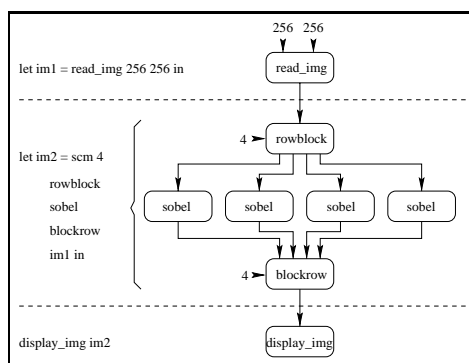 256 256
let im1 = read_img 256 256 in
read_img
4
rowblock
let im2 = scm 4
rowblock
sobel
blockrow
im1 in
sobel sobel sobel sobel
4
blockrow
display_img im2
display_img